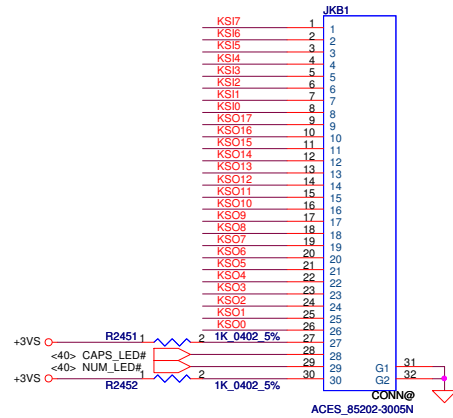 JKB1
KSI7 1 1
KSI6 2 2
KSI5 3 3
KSI4 4 4
KSI3 5 5
KSI2 6 6
KSI1 7 7
KSI0 8 8
KSO17 9 9
KSO16 10 10
KSO15 11 11
KSO14 12 12
KSO13 13 13
KSO12 14 14
KSO11 15 15
KSO10 16 16
KSO9 17 17
KSO8 18 18
KSO7 19 19
KSO6 20 20
KSO5 21 21
KSO4 22 22
KSO3 23 23
KSO2 24 24
KSO1 25 25
KSO0 26 26
+3VS R2451 1 2 1K_0402_5% 27 27
<40> CAPS_LED# 28 28
<40> NUM_LED# 29 29 G1 31
+3VS R2452 1 2 1K_0402_5% 30 30 G2 32
CONN@
ACES_85202-3005N